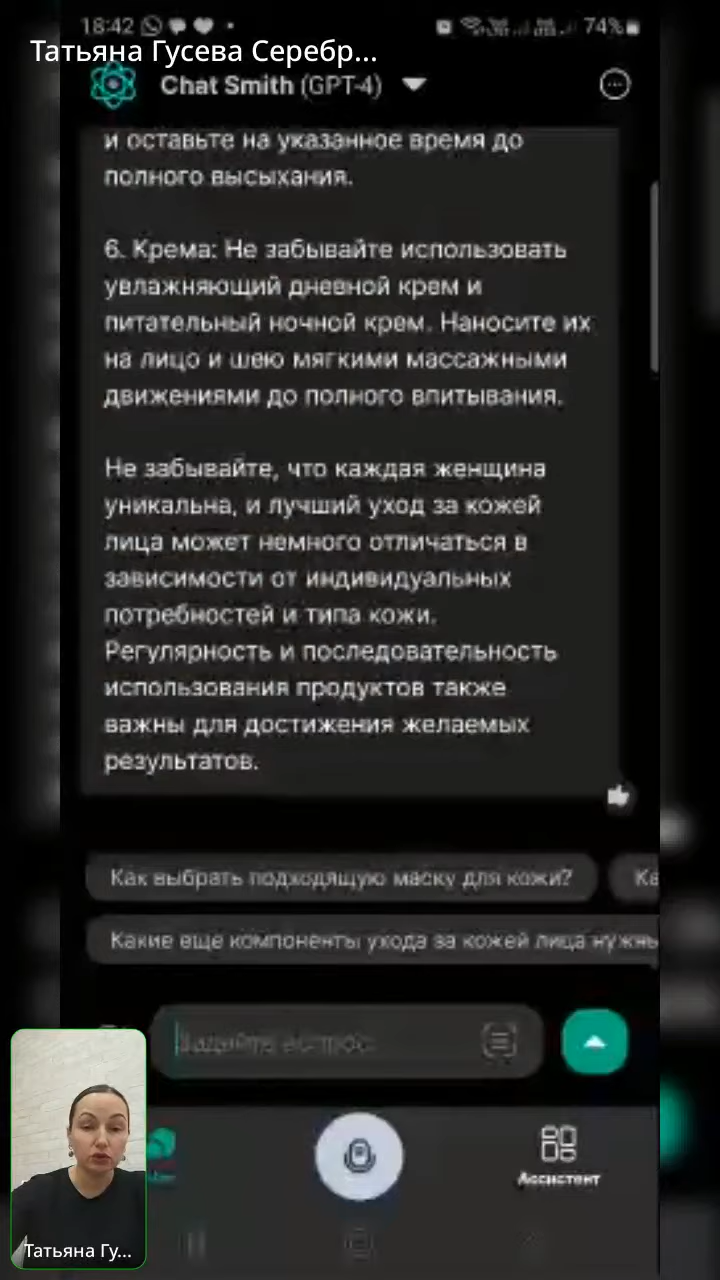 18:42
74%
Татьяна Гусева Серебр...
Chat Smith (GPT-4)
и оставьте на указанное время до
полного высыхания.
6. Крема: Не забывайте использовать
увлажняющий дневной крем и
питательный ночной крем. Наносите их
на лицо и шею мягкими массажными
движениями до полного впитывания.
Не забывайте, что каждая женщина
уникальна, и лучший уход за кожей
лица может немного отличаться в
зависимости от индивидуальных
потребностей и типа кожи.
Регулярность и последовательность
использования продуктов также
важны для достижения желаемых
результатов.
Как выбрать подходящую маску для кожи?
Ка
Какие еще компоненты ухода за кожей лица нужны
Задайте вопрос
Ассистент
Татьяна Гу...